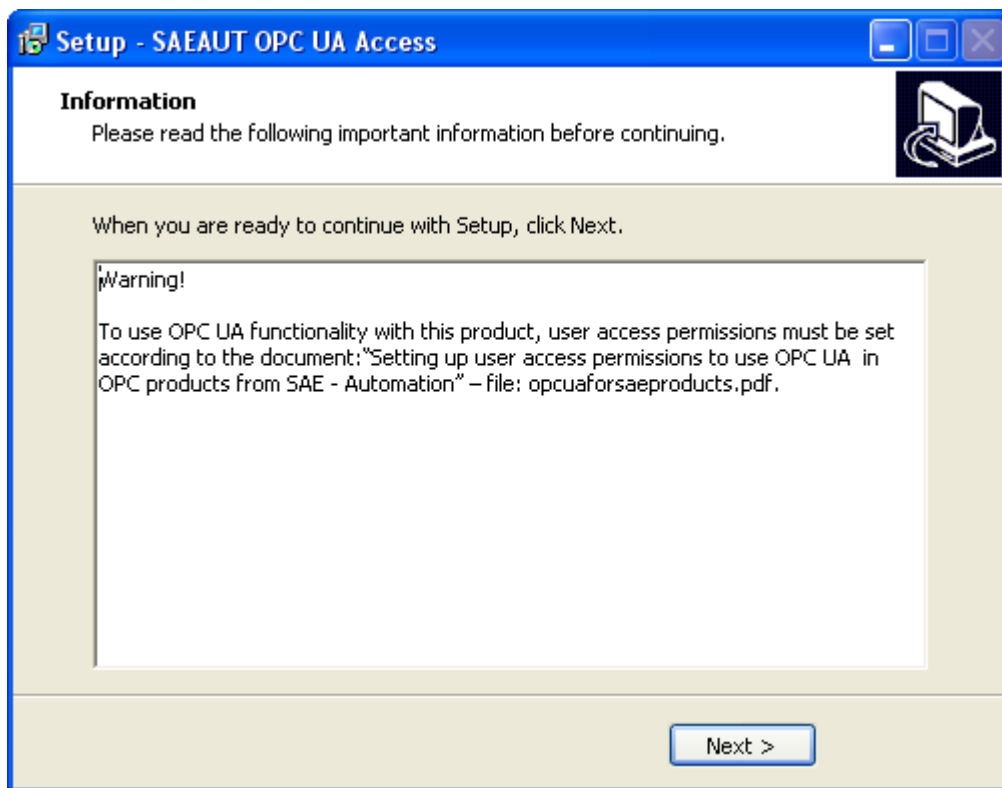 Setup - SAEAUT OPC UA Access
Information
Please read the following important information before continuing.
When you are ready to continue with Setup, click Next.
Warning!
To use OPC UA functionality with this product, user access permissions must be set
according to the document:"Setting up user access permissions to use OPC UA  in
OPC products from SAE - Automation" – file: opcuaforsaeproducts.pdf.
Next >